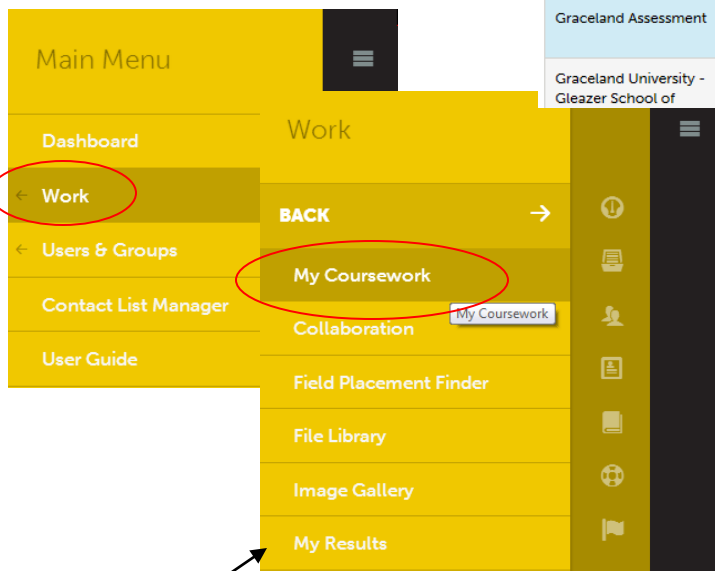 Graceland Assessment
Graceland University -
Gleazer School of
Main Menu
Dashboard
← Work
← Users & Groups
Contact List Manager
User Guide
Work
BACK →
My Coursework
My Coursework
Collaboration
Field Placement Finder
File Library
Image Gallery
My Results